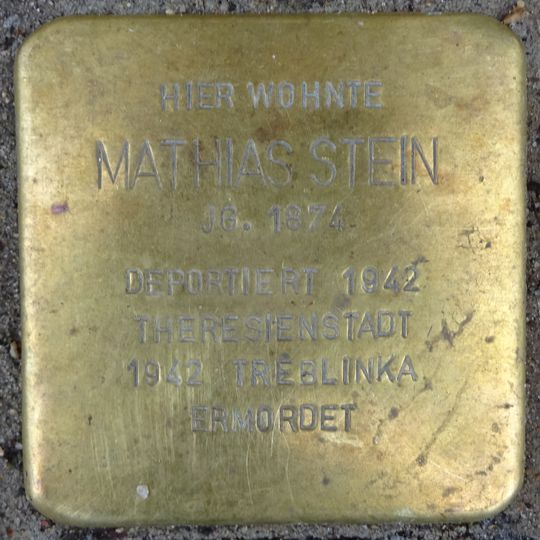 HIER WOHNTE
MATHIAS STEIN
JG. 1874
DEPORTIERT 1942
THERESIENSTADT
1942 TREBLINKA
ERMORDET